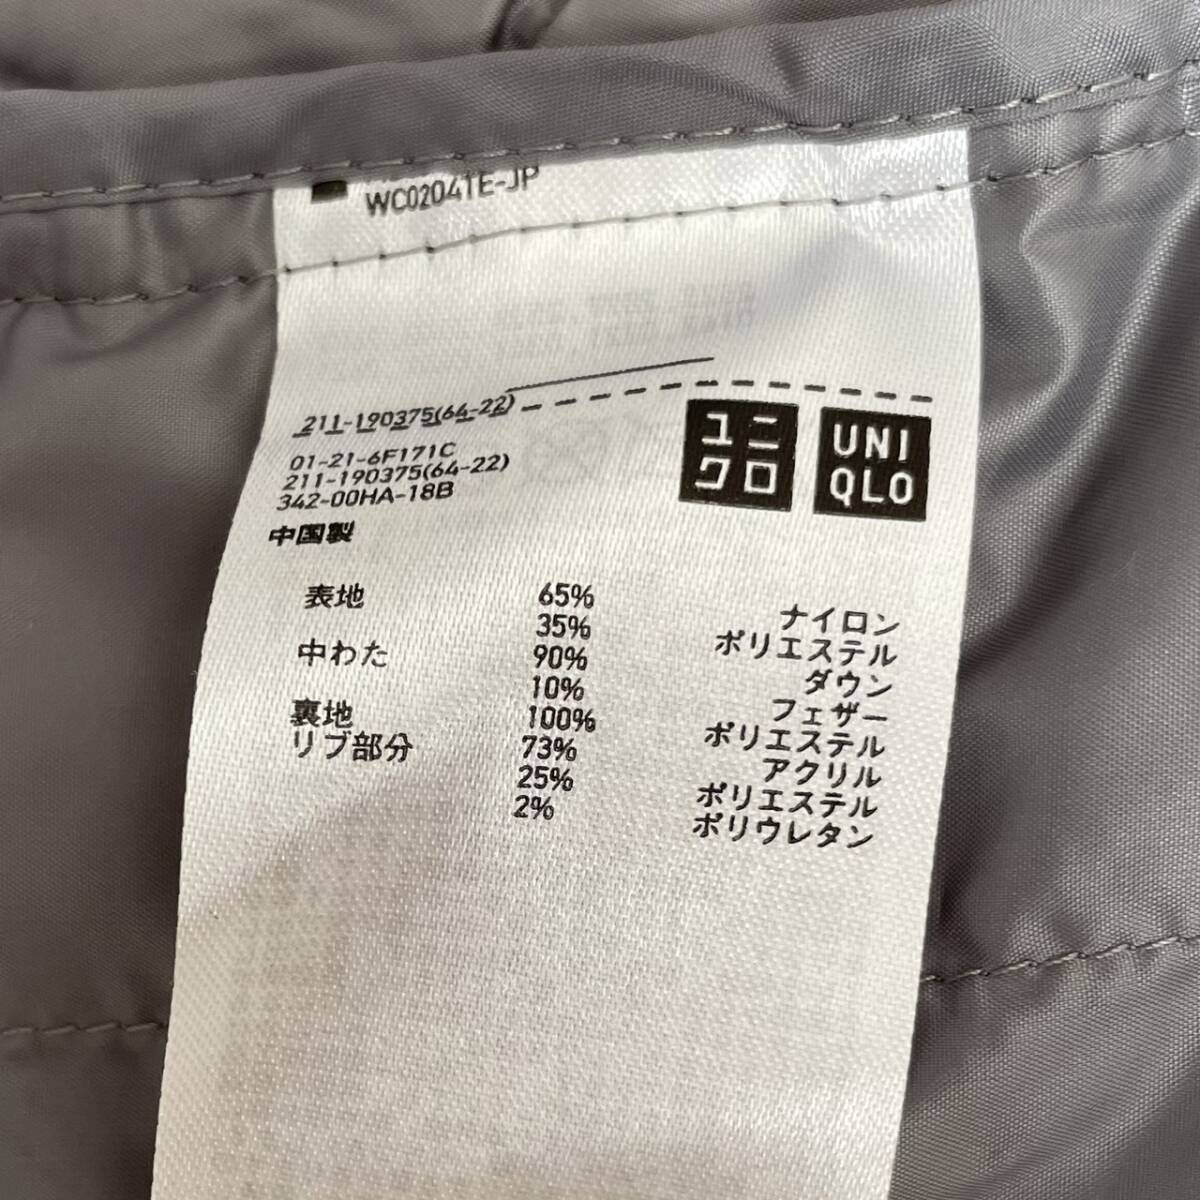 WC02041E-JP
211-190375(64-22)
ユニ
クロ
UNI
QLO
01-21-6F171C
211-190375(64-22)
342-00HA-18B
中国製
表地 65% ナイロン
35% ポリエステル
中わた 90% ダウン
10% フェザー
裏地 100% ポリエステル
リブ部分 73% アクリル
25% ポリエステル
2% ポリウレタン